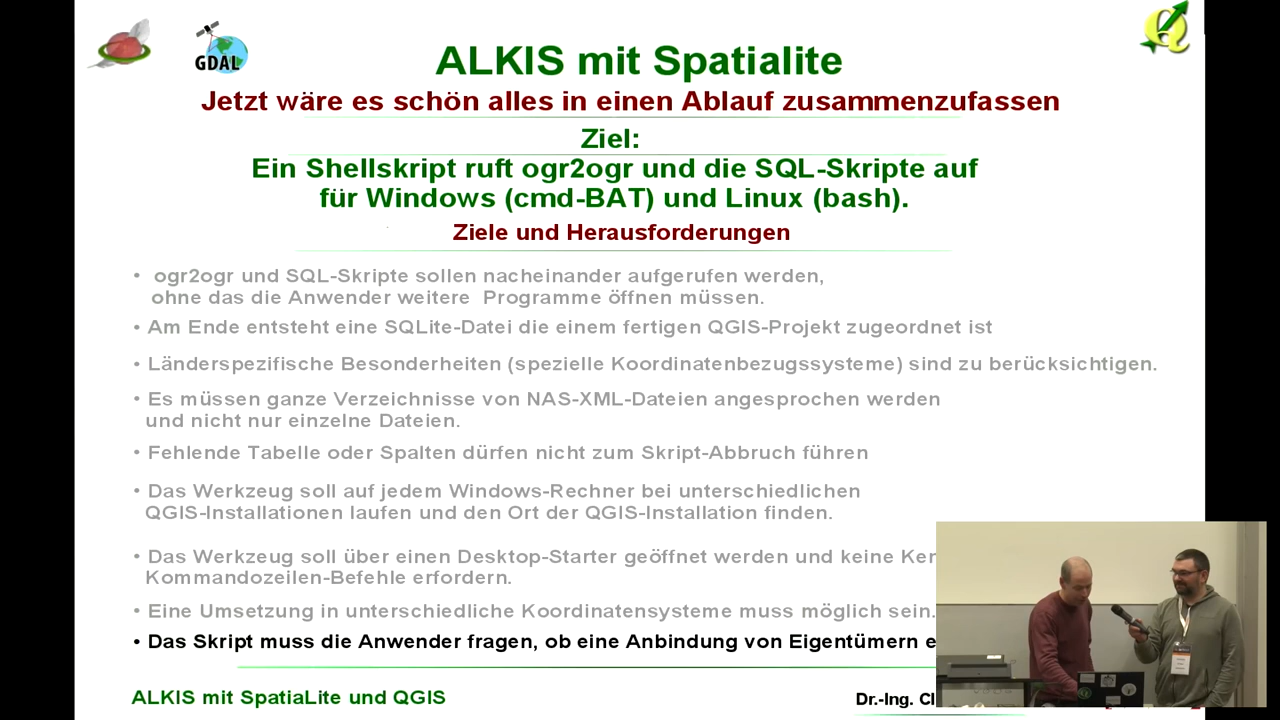 GDAL
ALKIS mit Spatialite
Jetzt wäre es schön alles in einen Ablauf zusammenzufassen
Ziel:
Ein Shellskript ruft ogr2ogr und die SQL-Skripte auf
für Windows (cmd-BAT) und Linux (bash).
Ziele und Herausforderungen
• ogr2ogr und SQL-Skripte sollen nacheinander aufgerufen werden,
ohne das die Anwender weitere Programme öffnen müssen.
• Am Ende entsteht eine SQLite-Datei die einem fertigen QGIS-Projekt zugeordnet ist
• Länderspezifische Besonderheiten (spezielle Koordinatenbezugssysteme) sind zu berücksichtigen.
• Es müssen ganze Verzeichnisse von NAS-XML-Dateien angesprochen werden
und nicht nur einzelne Dateien.
• Fehlende Tabelle oder Spalten dürfen nicht zum Skript-Abbruch führen
• Das Werkzeug soll auf jedem Windows-Rechner bei unterschiedlichen
QGIS-Installationen laufen und den Ort der QGIS-Installation finden.
• Das Werkzeug soll über einen Desktop-Starter geöffnet werden und keine
Kommandozeilen-Befehle erfordern.
• Eine Umsetzung in unterschiedliche Koordinatensysteme muss möglich sein.
• Das Skript muss die Anwender fragen, ob eine Anbindung von Eigentümern
ALKIS mit SpatiaLite und QGIS
Dr.-Ing.